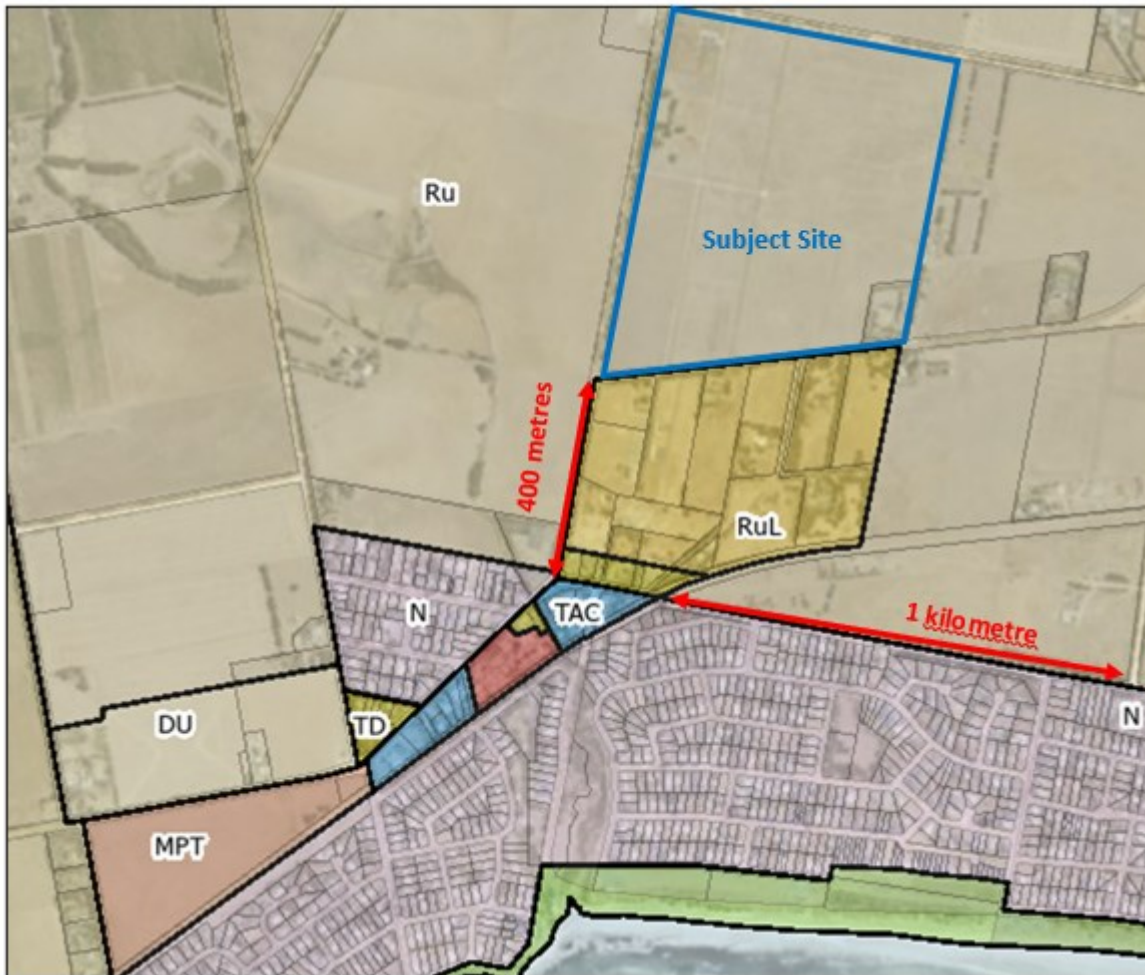 Ru
Subject Site
400 metres
RuL
N
TAC
1 kilometre
N
DU
TD
MPT